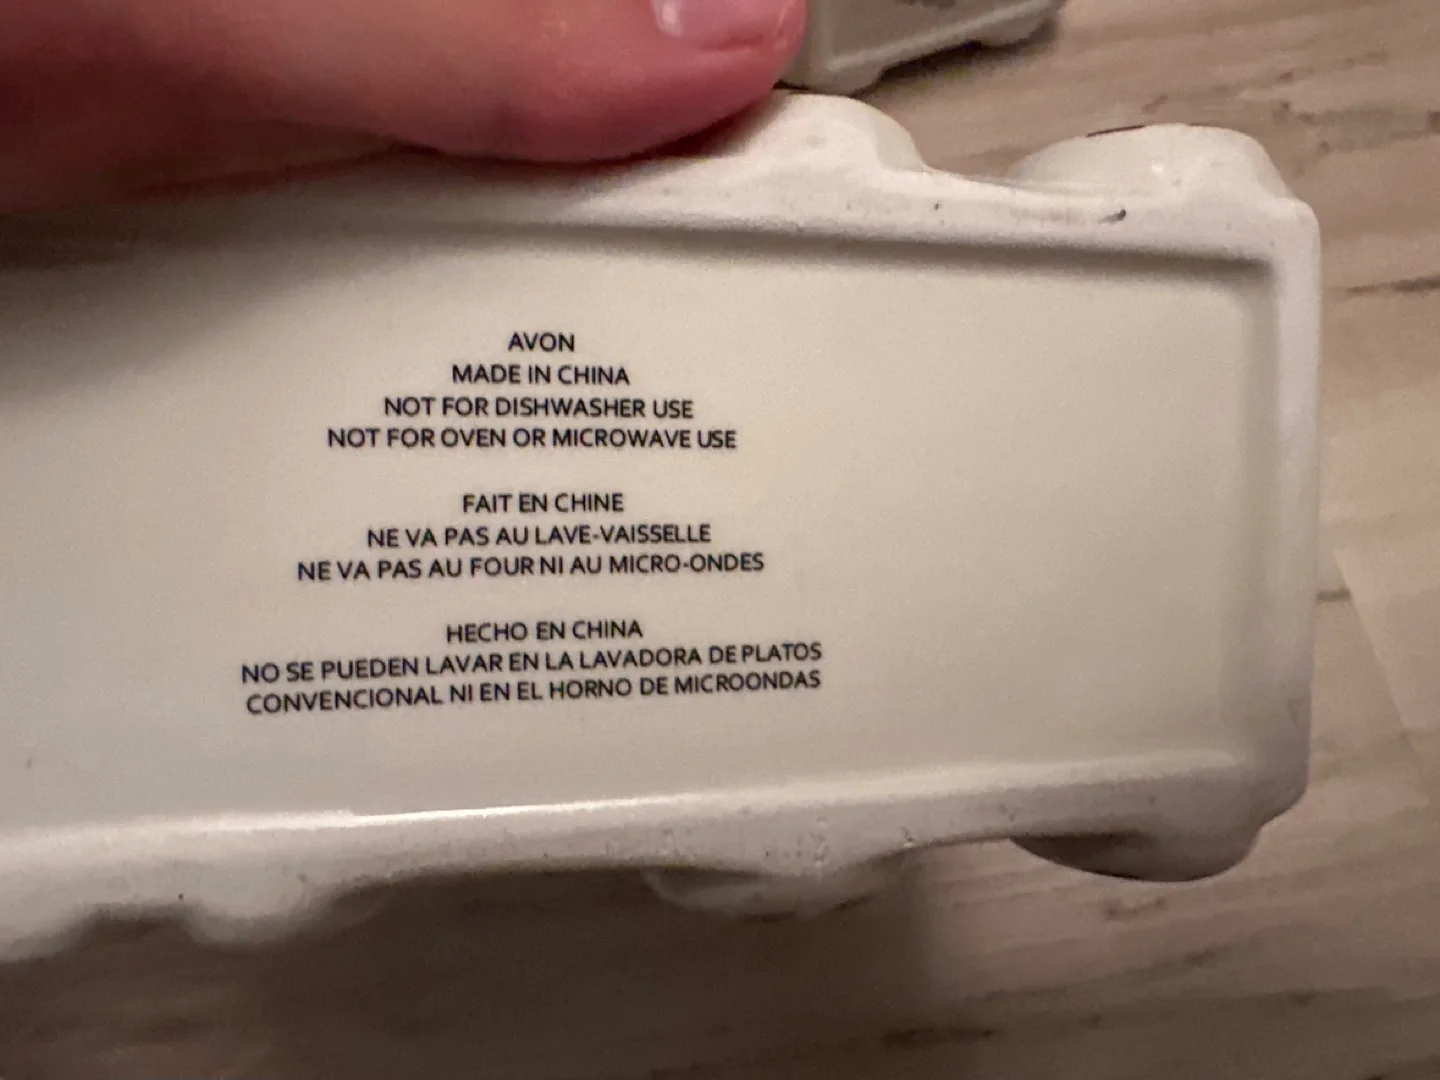 AVON
MADE IN CHINA
NOT FOR DISHWASHER USE
NOT FOR OVEN OR MICROWAVE USE
FAIT EN CHINE
NE VA PAS AU LAVE-VAISSELLE
NE VA PAS AU FOUR NI AU MICRO-ONDES
HECHO EN CHINA
NO SE PUEDEN LAVAR EN LA LAVADORA DE PLATOS
CONVENCIONAL NI EN EL HORNO DE MICROONDAS